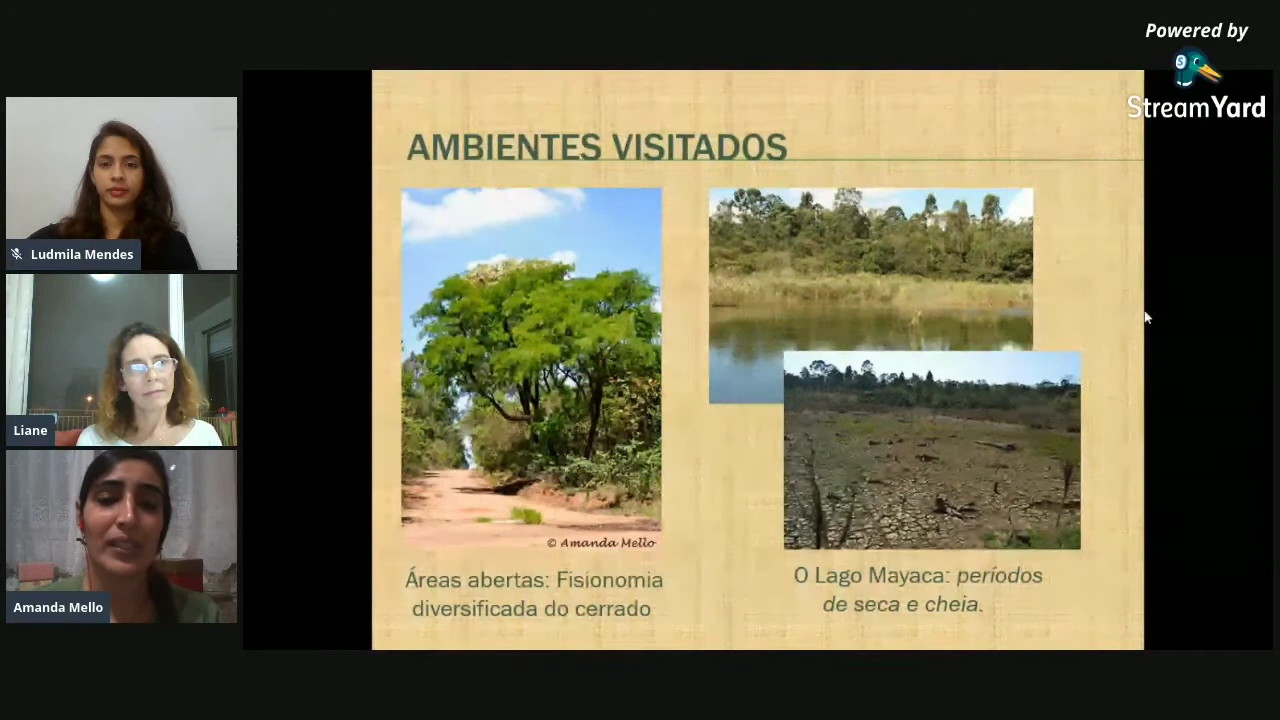 Powered by
StreamYard
Ludmila Mendes
Liane
Amanda Mello
AMBIENTES VISITADOS
© Amanda Mello
Áreas abertas: Fisionomia
diversificada do cerrado
O Lago Mayaca: períodos
de seca e cheia.